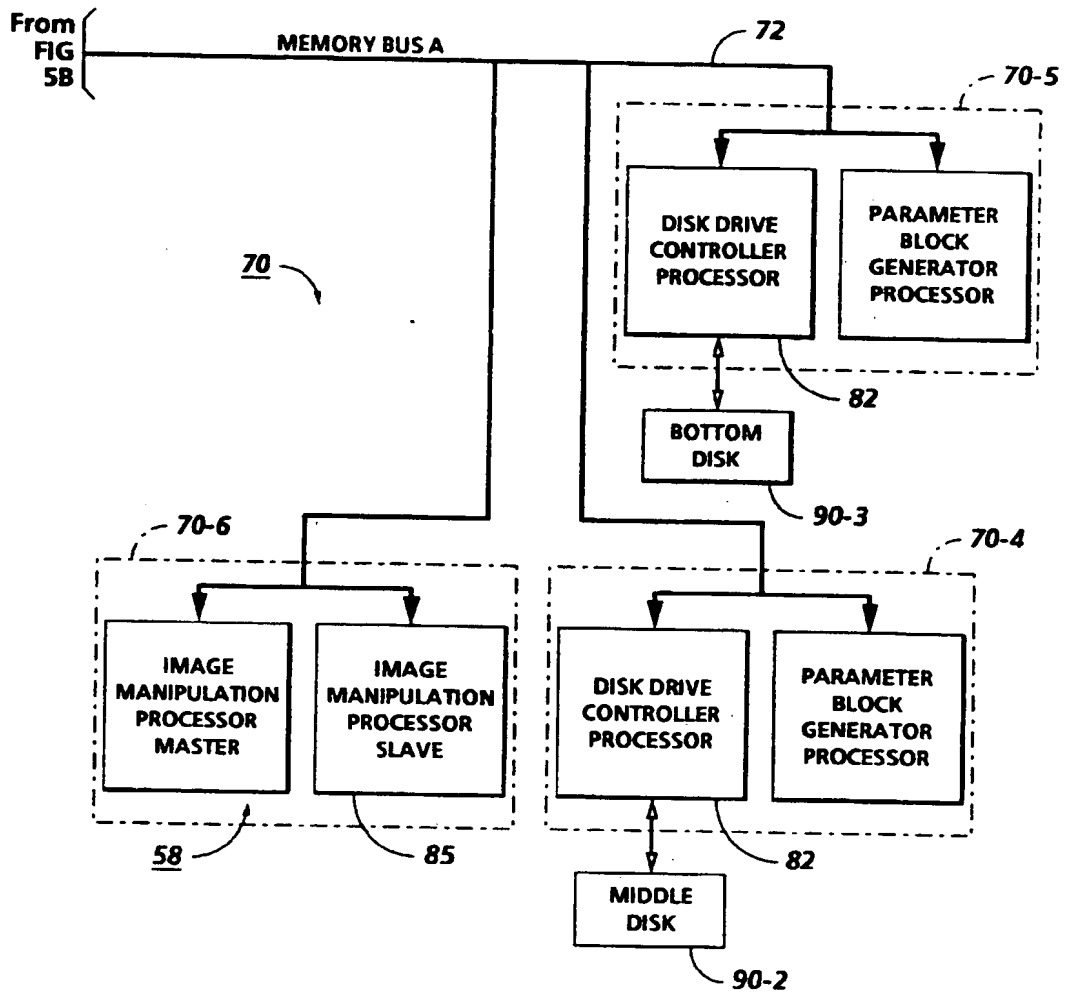 From
FIG
5B
MEMORY BUS A
72
70-5
DISK DRIVE
CONTROLLER
PROCESSOR
PARAMETER
BLOCK
GENERATOR
PROCESSOR
70
82
BOTTOM
DISK
90-3
70-6
70-4
IMAGE
MANIPULATION
PROCESSOR
MASTER
IMAGE
MANIPULATION
PROCESSOR
SLAVE
DISK DRIVE
CONTROLLER
PROCESSOR
PARAMETER
BLOCK
GENERATOR
PROCESSOR
58
85
82
MIDDLE
DISK
90-2